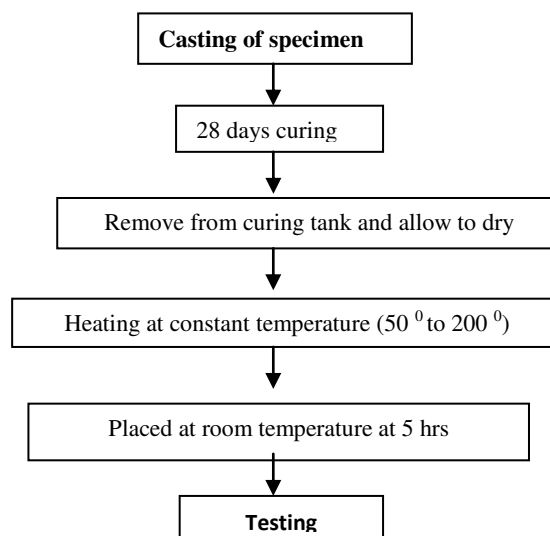 Casting of specimen
28 days curing
Remove from curing tank and allow to dry
Heating at constant temperature (50 ⁰ to 200 ⁰)
Placed at room temperature at 5 hrs
Testing